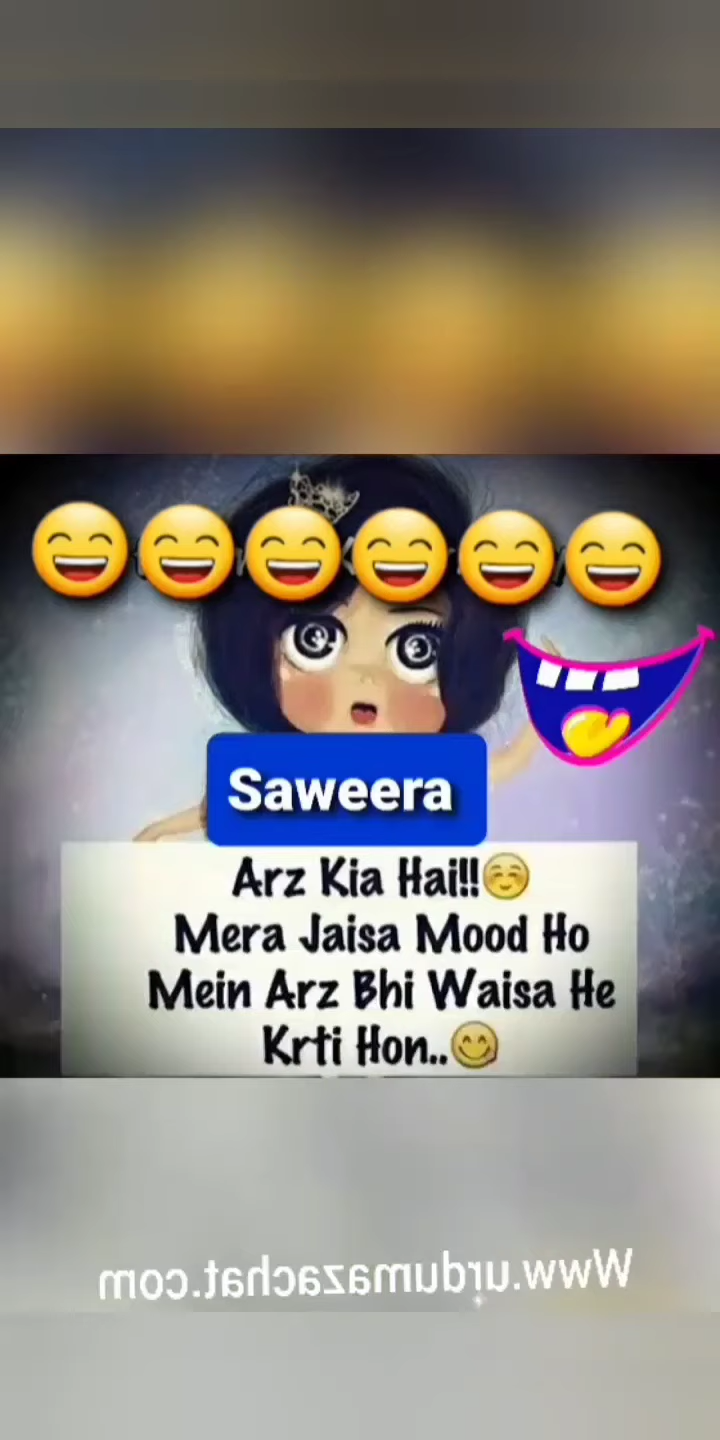 Saweera
Arz Kia Hai!!☺️
Mera Jaisa Mood Ho
Mein Arz Bhi Waisa He
Krti Hon..😋
Www.urdumazachat.com